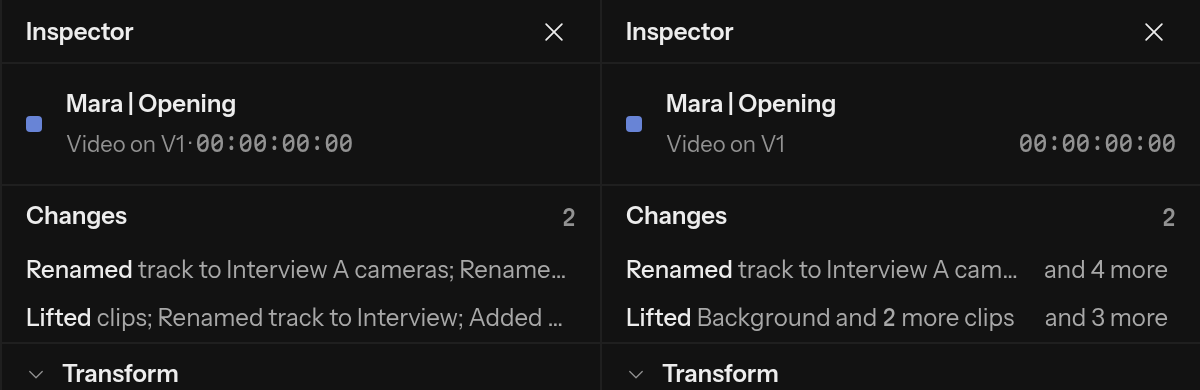 Inspector
Mara | Opening
Video on V1 · 00:00:00:00
Changes 2
Renamed track to Interview A cameras; Rename...
Lifted clips; Renamed track to Interview; Added ...
Transform
Inspector
Mara | Opening
Video on V1 00:00:00:00
Changes 2
Renamed track to Interview A cam... and 4 more
Lifted Background and 2 more clips and 3 more
Transform